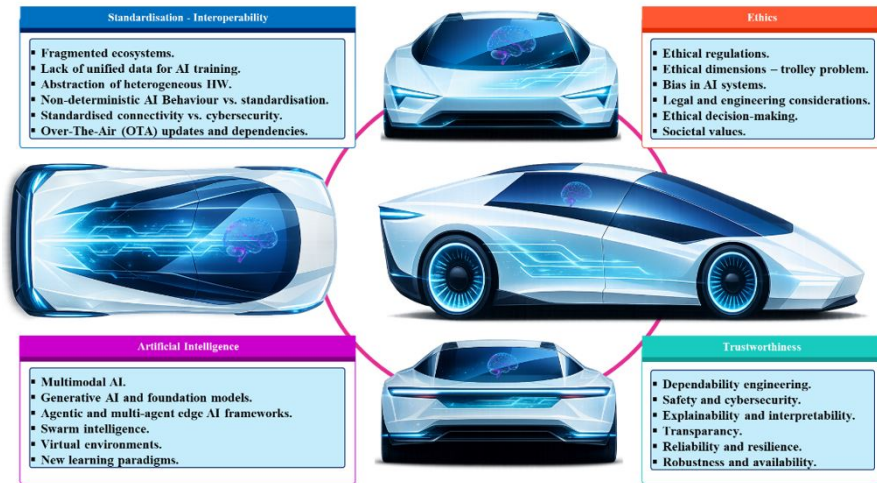 Standardisation - Interoperability
▪ Fragmented ecosystems.
▪ Lack of unified data for AI training.
▪ Abstraction of heterogeneous HW.
▪ Non-deterministic AI Behaviour vs. standardisation.
▪ Standardised connectivity vs. cybersecurity.
▪ Over-The-Air (OTA) updates and dependencies.
Ethics
▪ Ethical regulations.
▪ Ethical dimensions – trolley problem.
▪ Bias in AI systems.
▪ Legal and engineering considerations.
▪ Ethical decision-making.
▪ Societal values.
Artificial Intelligence
▪ Multimodal AI.
▪ Generative AI and foundation models.
▪ Agentic and multi-agent edge AI frameworks.
▪ Swarm intelligence.
▪ Virtual environments.
▪ New learning paradigms.
Trustworthiness
▪ Dependability engineering.
▪ Safety and cybersecurity.
▪ Explainability and interpretability.
▪ Transparancy.
▪ Reliability and resilience.
▪ Robustness and availability.